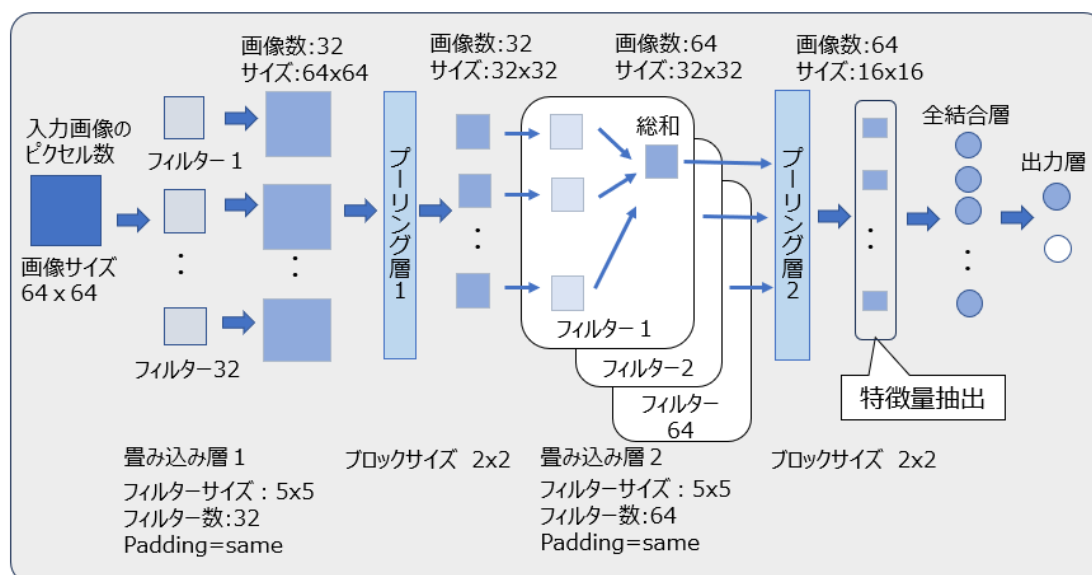 画像数:32
サイズ:64x64
画像数:32
サイズ:32x32
画像数:64
サイズ:32x32
画像数:64
サイズ:16x16
入力画像の
ピクセル数
画像サイズ
64 x 64
フィルター1
:
フィルター32
:
プーリング層1
:
総和
:
フィルター1
フィルター2
フィルター
64
プーリング層2
:
特徴量抽出
全結合層
:
出力層
畳み込み層1
フィルターサイズ:5x5
フィルター数:32
Padding=same
ブロックサイズ 2x2
畳み込み層2
フィルターサイズ:5x5
フィルター数:64
Padding=same
ブロックサイズ 2x2